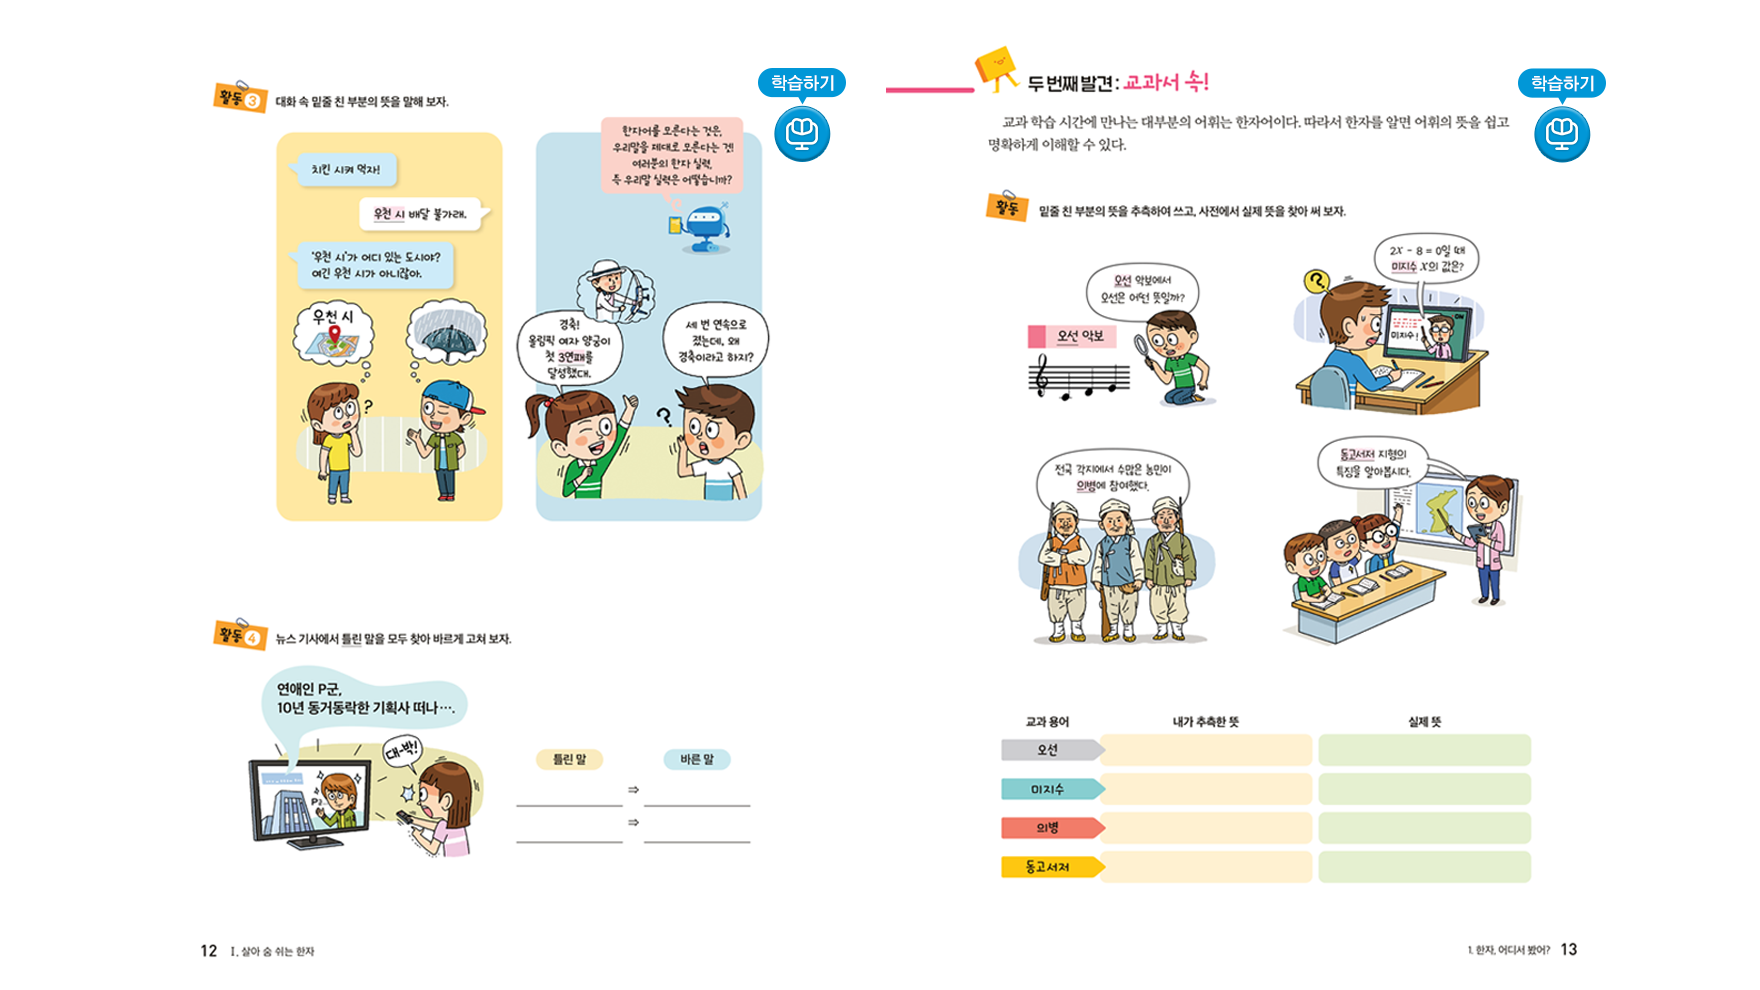 활동 3 대화 속 밑줄 친 부분의 뜻을 말해 보자.
학습하기
치킨 시켜 먹자!
우천 시 배달 불가래.
'우천 시'가 어디 있는 도시야?
여긴 우천 시가 아니잖아.
우천 시
?
한자어를 모른다는 것은,
우리말을 제대로 모른다는 것!
여러분의 한자 실력,
즉 우리말 실력은 어떻습니까?
경축!
올림픽 여자 양궁이
첫 3연패를
달성했대.
세 번 연속으로
졌는데, 왜
경축이라고 하지?
?
활동 4 뉴스 기사에서 틀린 말을 모두 찾아 바르게 고쳐 보자.
연애인 P군,
10년 동거동락한 기획사 떠나….
대-박!
틀린 말
바른 말
⇒
⇒
12 Ⅰ. 살아 숨 쉬는 한자
두 번째 발견: 교과서 속!
학습하기
교과 학습 시간에 만나는 대부분의 어휘는 한자어이다. 따라서 한자를 알면 어휘의 뜻을 쉽고
명확하게 이해할 수 있다.
활동 밑줄 친 부분의 뜻을 추측하여 쓰고, 사전에서 실제 뜻을 찾아 써 보자.
오선 악보에서
오선은 어떤 뜻일까?
오선 악보
?
2x - 8 = 0일 때
미지수 x의 값은?
미지수!
ON
전국 각지에서 수많은 농민이
의병에 참여했다.
동고서저 지형의
특징을 알아봅시다.
교과 용어 내가 추측한 뜻 실제 뜻
오선
미지수
의병
동고서저
1. 한자, 어디서 봤어? 13